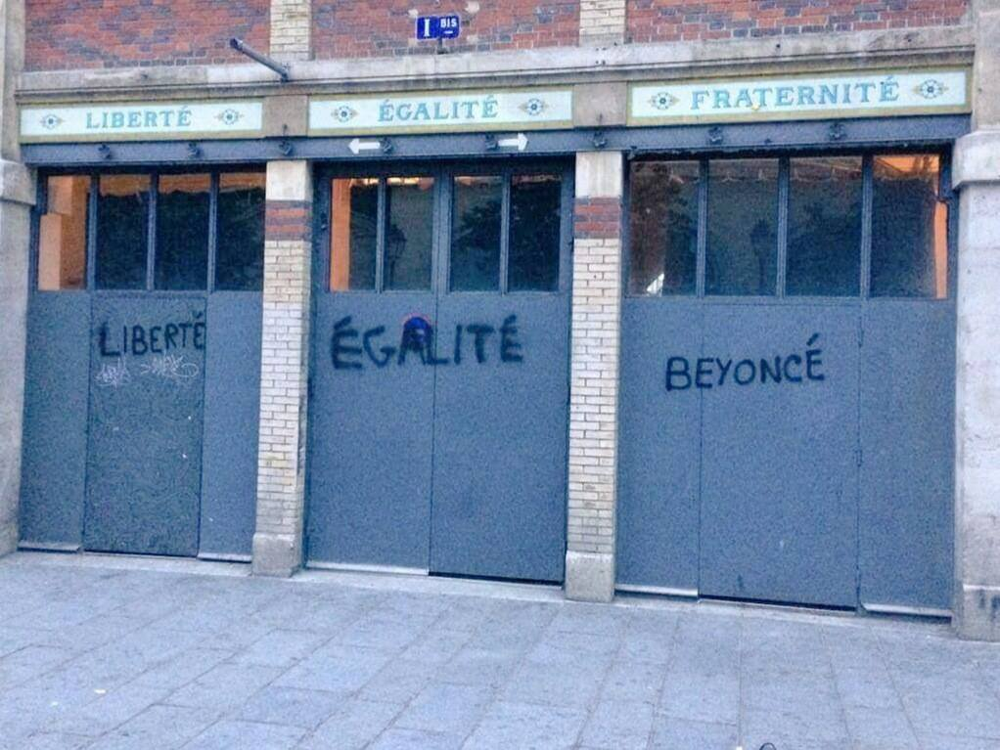 1 BIS
LIBERTÉ
ÉGALITÉ
FRATERNITÉ
LIBERTÉ
ÉGALITÉ
BEYONCÉ